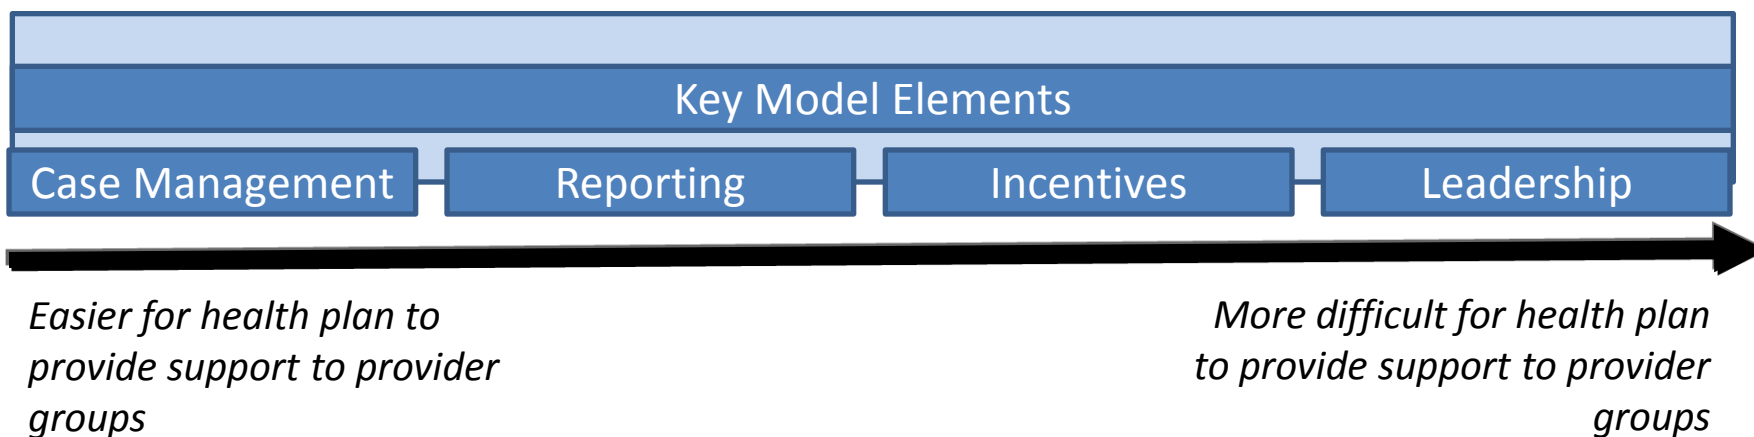 Key Model Elements
Case Management
Reporting
Incentives
Leadership
Easier for health plan to
provide support to provider
groups
More difficult for health plan
to provide support to provider
groups